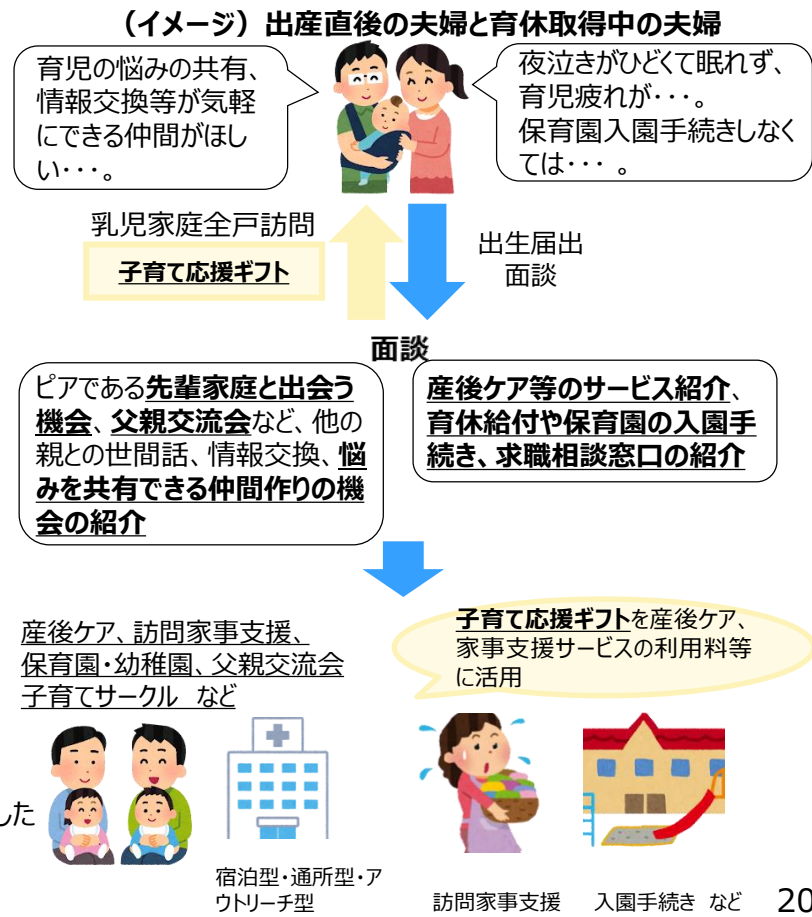 （イメージ）出産直後の夫婦と育休取得中の夫婦
育児の悩みの共有、
情報交換等が気軽
にできる仲間がほし
い・・・。
夜泣きがひどくて眠れず、
育児疲れが・・・。
保育園入園手続きしなく
ては・・・ 。
乳児家庭全戸訪問
子育て応援ギフト
出生届出
面談
面談
ピアである先輩家庭と出会う
機会、父親交流会など、他の
親との世間話、情報交換、悩
みを共有できる仲間作りの機
会の紹介
産後ケア等のサービス紹介、
育休給付や保育園の入園手
続き、求職相談窓口の紹介
産後ケア、訪問家事支援、
保育園・幼稚園、父親交流会
子育てサークル など
子育て応援ギフトを産後ケア、
家事支援サービスの利用料等
に活用
した
宿泊型・通所型・ア
ウトリーチ型
訪問家事支援
入園手続き など
20